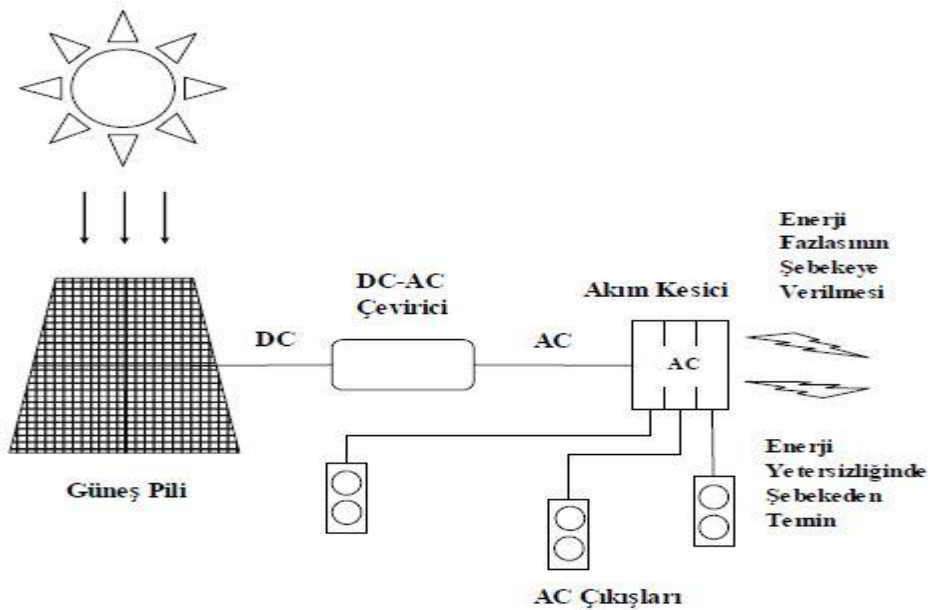 Enerji
Fazlasının
Şebekeye
Verilmesi
DC-AC
Çevirici
Akım Kesici
DC
AC
AC
Güneş Pili
Enerji
Yetersizliğinde
Şebekeden
Temin
AC Çıkışları